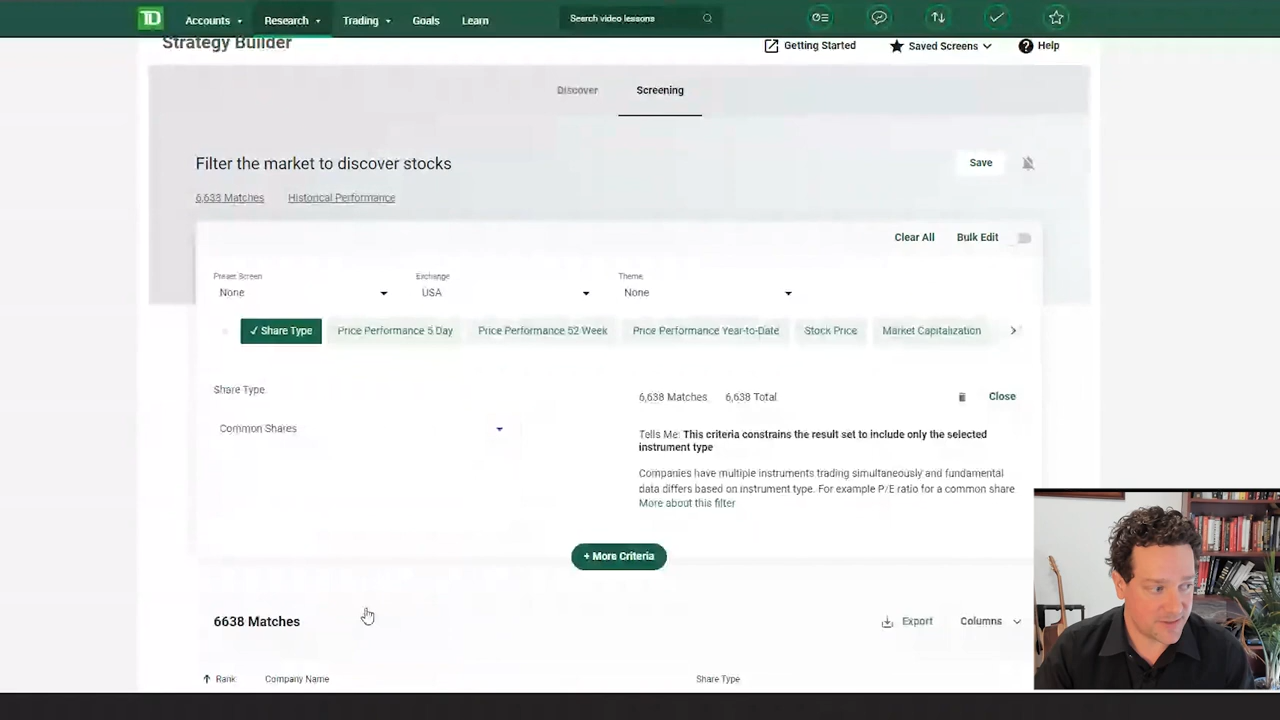 TD Accounts Research Trading Goals Learn Search video lessons
Strategy Builder Getting Started Saved Screens Help
Discover Screening
Filter the market to discover stocks Save
6,633 Matches Historical Performance
Clear All Bulk Edit
Preset Screen Exchange Theme
None USA None
✓ Share Type Price Performance 5 Day Price Performance 52 Week Price Performance Year-to-Date Stock Price Market Capitalization
Share Type
6,638 Matches 6,638 Total Close
Common Shares
Tells Me: This criteria constrains the result set to include only the selected
instrument type
Companies have multiple instruments trading simultaneously and fundamental
data differs based on instrument type. For example P/E ratio for a common share
More about this filter
+ More Criteria
6638 Matches Export Columns
Rank Company Name Share Type